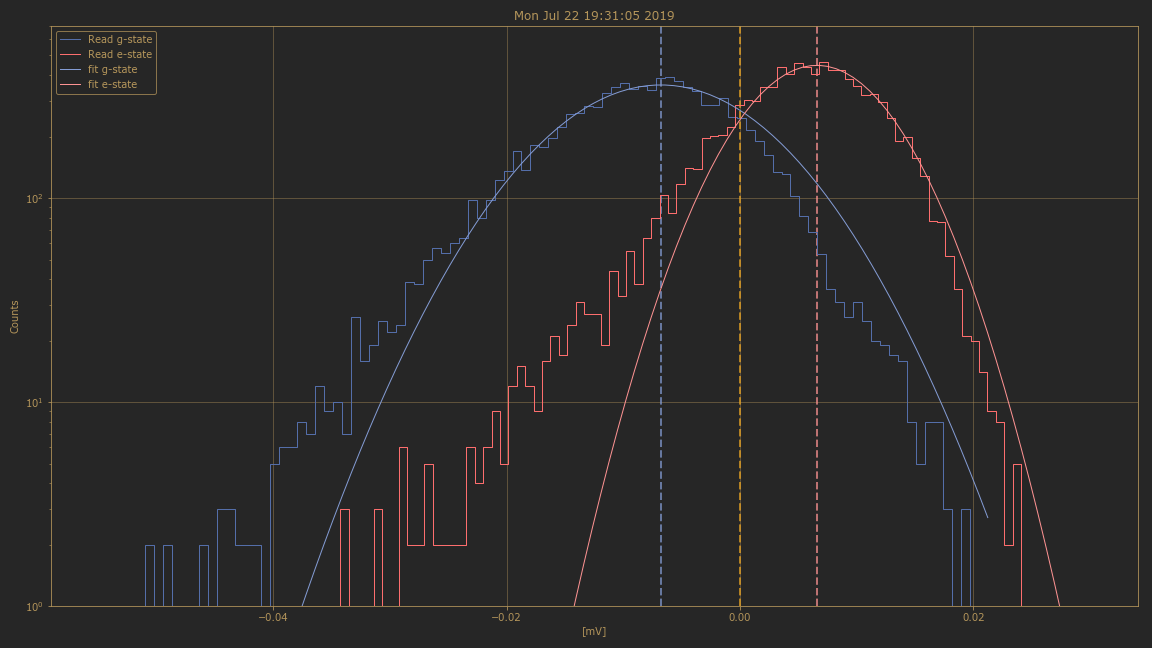 Mon Jul 22 19:31:05 2019
Read g-state
Read e-state
fit g-state
fit e-state
Counts
10²
10¹
10⁰
−0.04
−0.02
0.00
0.02
[mV]